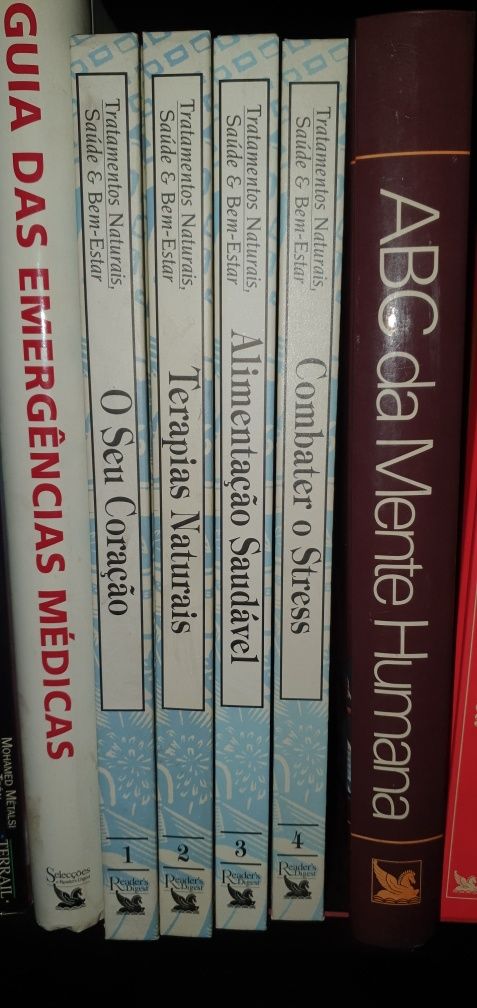 MOHAMED MÉTALSI
TERRAIL
GUIA DAS EMERGÊNCIAS MÉDICAS
Selecções
Tratamentos Naturais,
Saúde & Bem-Estar
O Seu Coração
1
Reader's
Digest
Tratamentos Naturais,
Saúde & Bem-Estar
Terapias Naturais
2
Reader's
Digest
Tratamentos Naturais,
Saúde & Bem-Estar
Alimentação Saudável
3
Reader's
Digest
Tratamentos Naturais,
Saúde & Bem-Estar
Combater o Stress
4
Reader's
Digest
ABC da Mente Humana